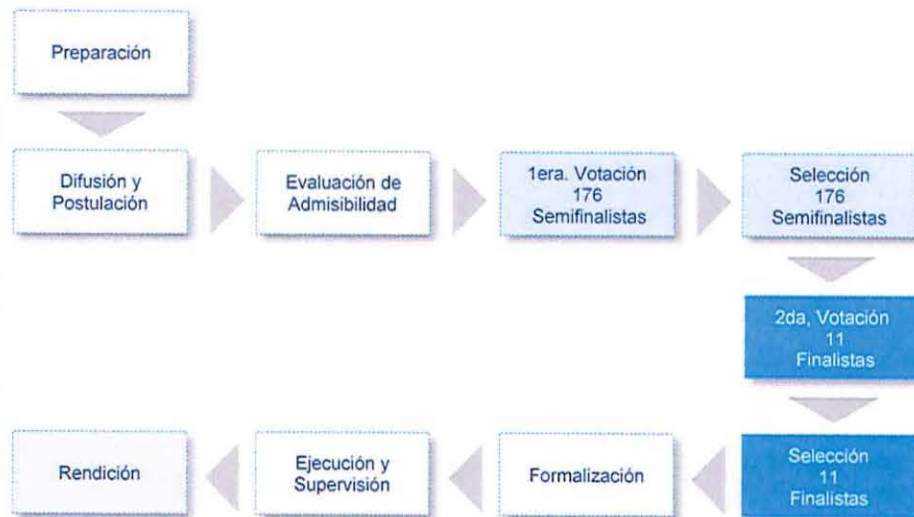 Preparación
Difusión y
Postulación
Evaluación de
Admisibilidad
1era. Votación
176
Semifinalistas
Selección
176
Semifinalistas
2da, Votación
11
Finalistas
Selección
11
Finalistas
Formalización
Ejecución y
Supervisión
Rendición